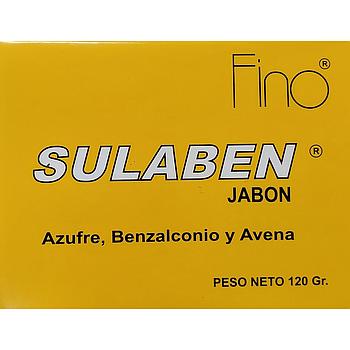 Fino®
SULABEN®
JABON
Azufre, Benzalconio y Avena
PESO NETO 120 Gr.